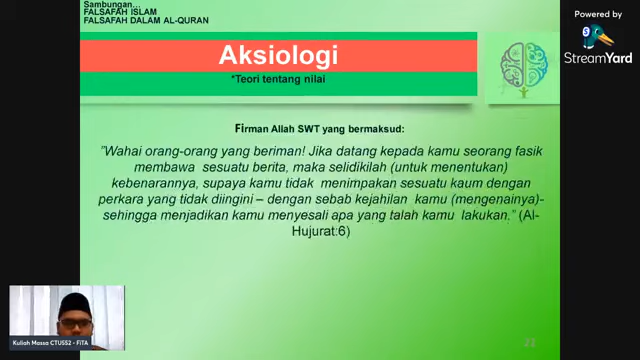 Sambungan...
FALSAFAH ISLAM
FALSAFAH DALAM AL-QURAN
Powered by
StreamYard
Aksiologi
*Teori tentang nilai
Firman Allah SWT yang bermaksud:
"Wahai orang-orang yang beriman! Jika datang kepada kamu seorang fasik
membawa sesuatu berita, maka selidikilah (untuk menentukan)
kebenarannya, supaya kamu tidak menimpakan sesuatu kaum dengan
perkara yang tidak diingini – dengan sebab kejahilan kamu (mengenainya)-
sehingga menjadikan kamu menyesali apa yang talah kamu lakukan." (Al-
Hujurat:6)
Kuliah Massa CTU552 - FITA
22